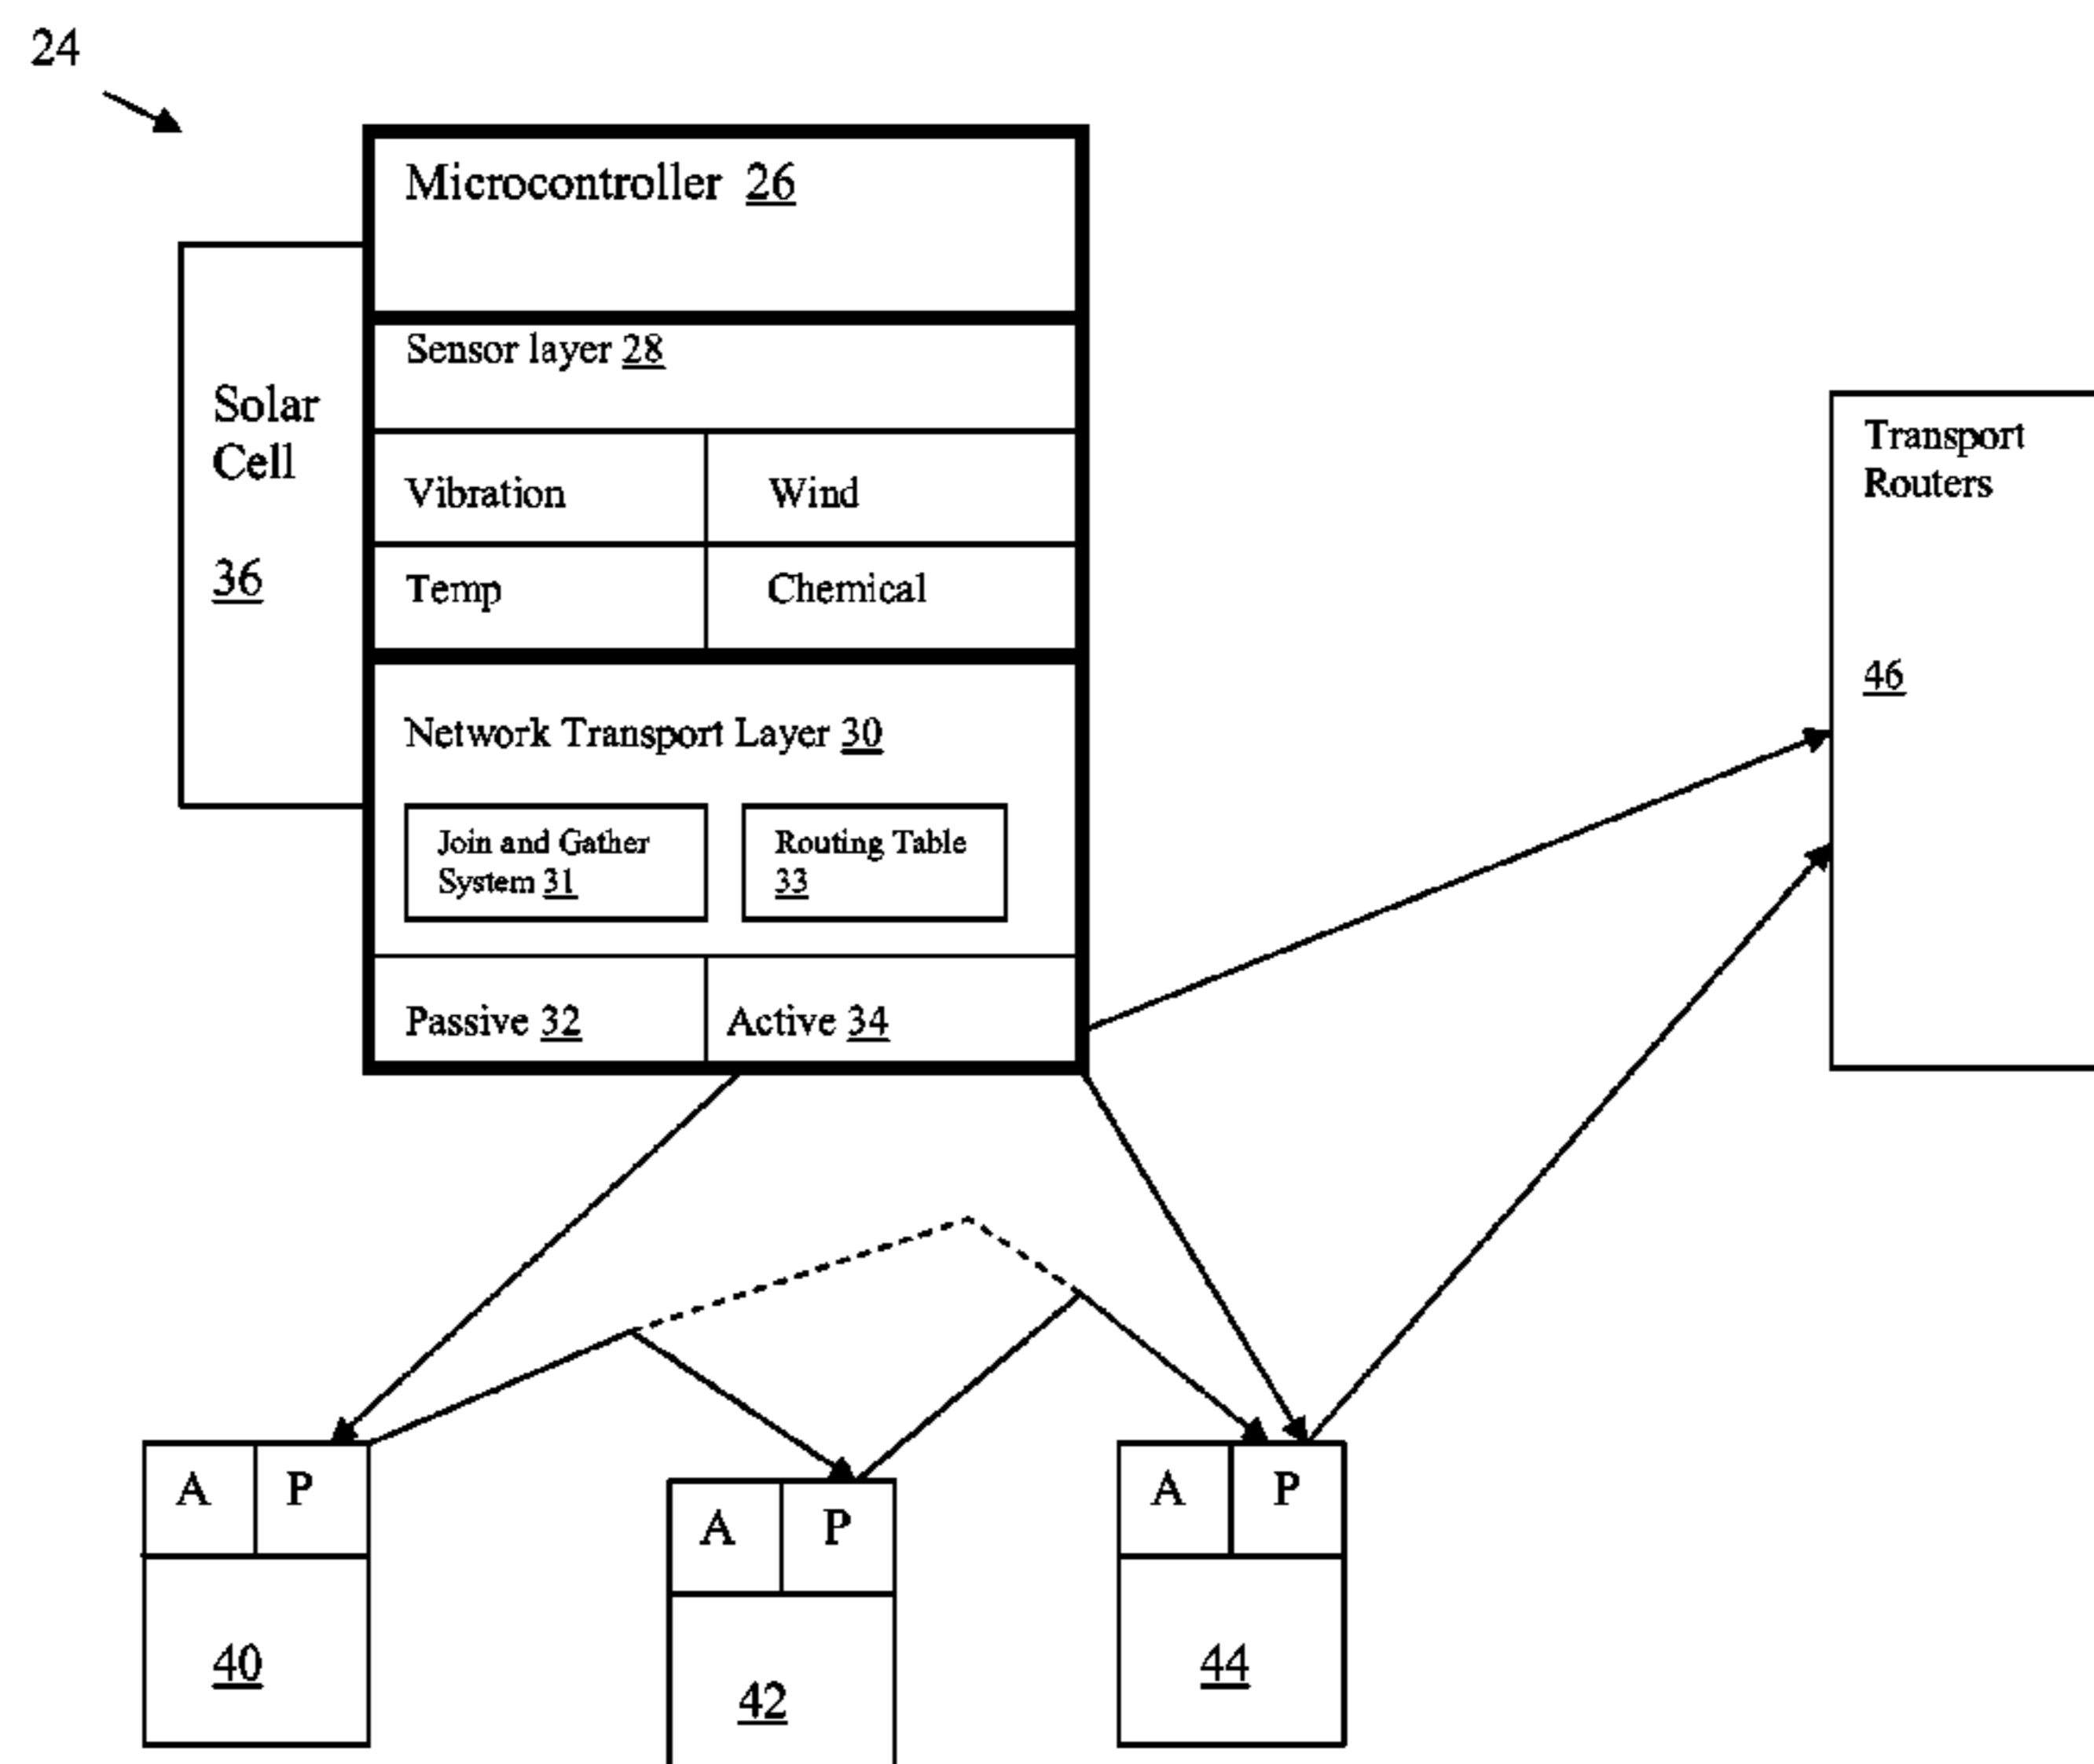 24
Microcontroller 26
Sensor layer 28
Solar
Cell
36
Vibration
Wind
Temp
Chemical
Transport
Routers
46
Network Transport Layer 30
Join and Gather
System 31
Routing Table
33
Passive 32
Active 34
A
P
40
A
P
42
A
P
44